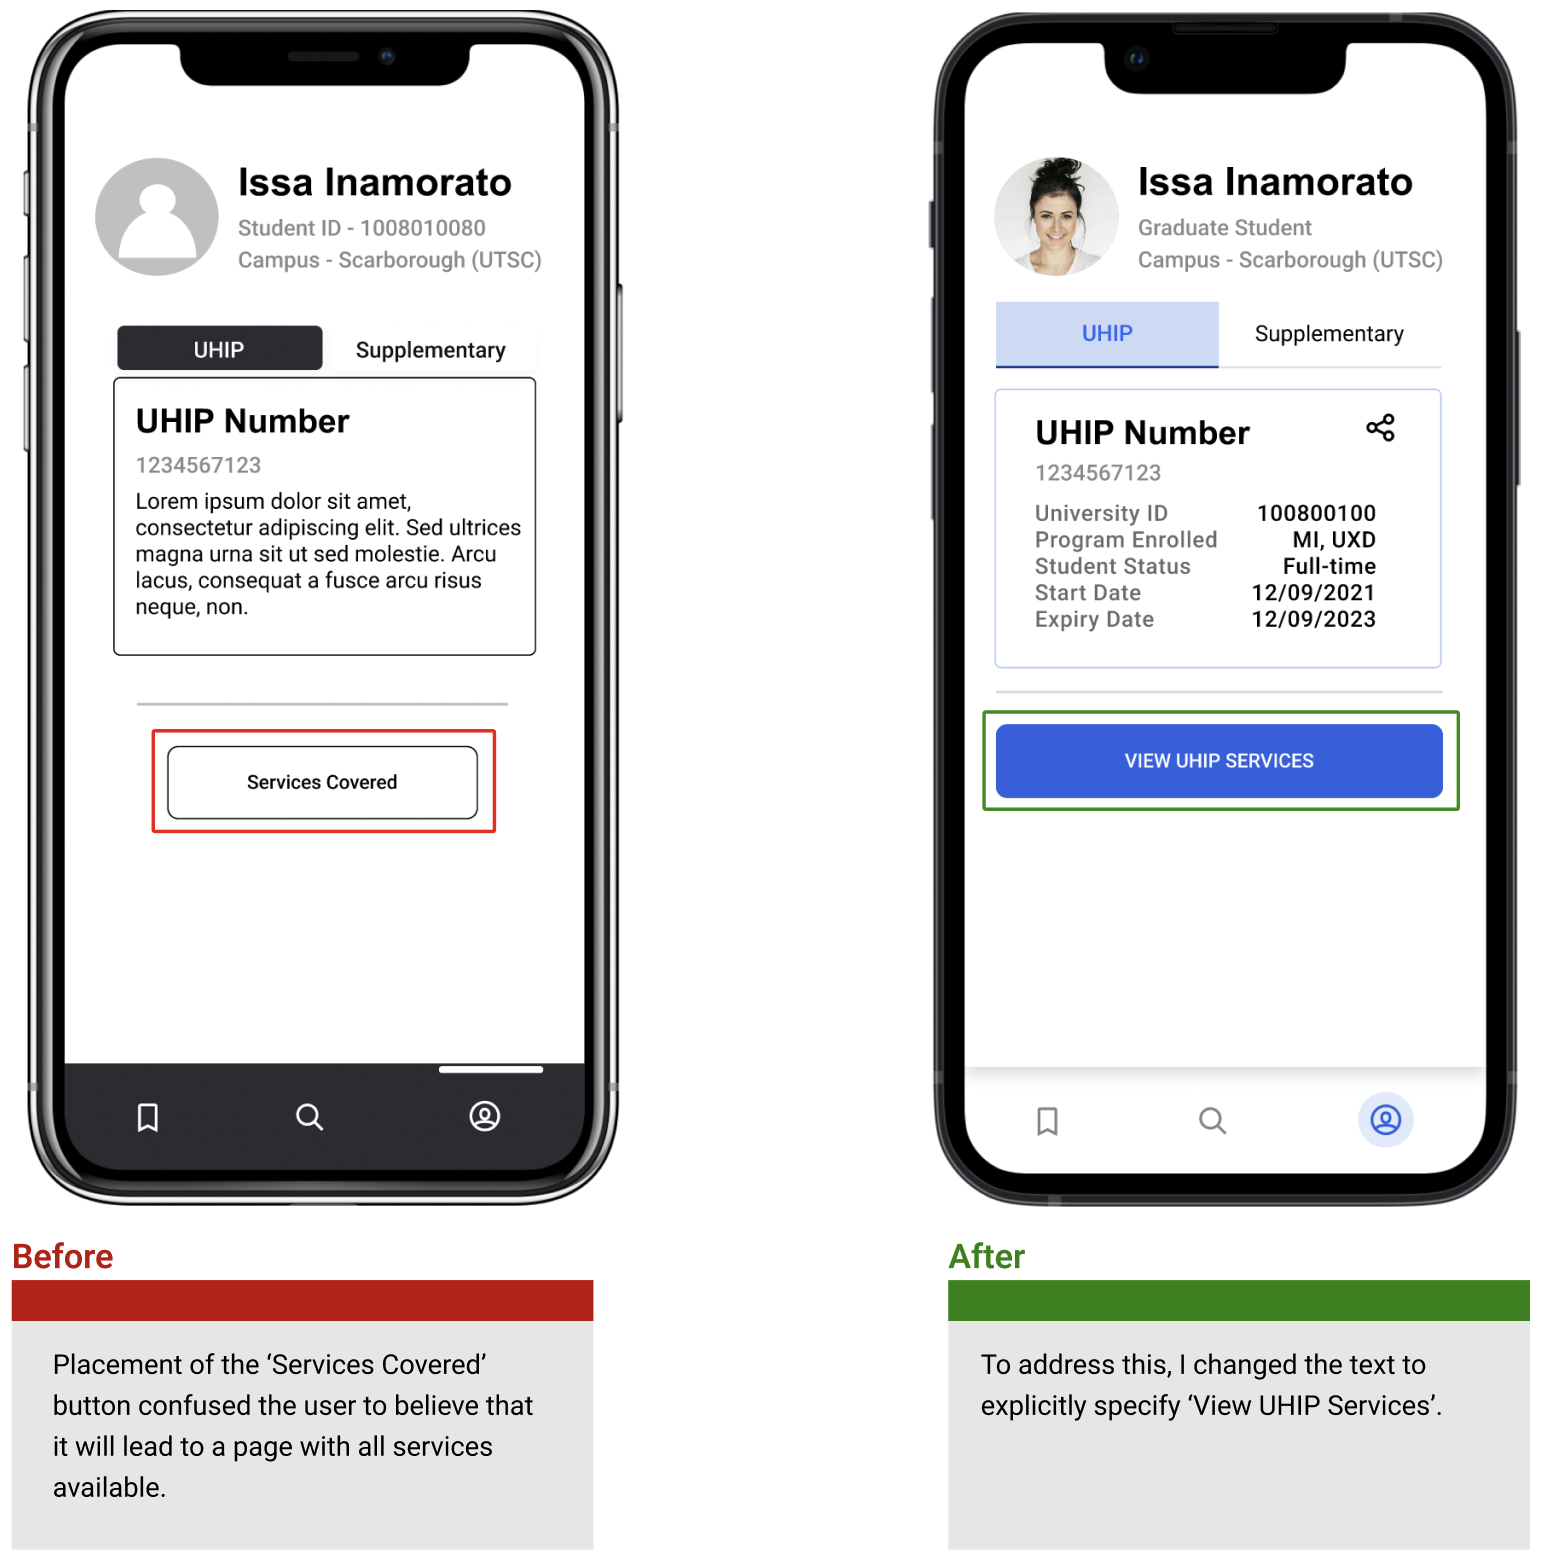 Issa Inamorato
Student ID - 1008010080
Campus - Scarborough (UTSC)
UHIP Supplementary
UHIP Number
1234567123
Lorem ipsum dolor sit amet,
consectetur adipiscing elit. Sed ultrices
magna urna sit ut sed molestie. Arcu
lacus, consequat a fusce arcu risus
neque, non.
Services Covered
Before
Placement of the ‘Services Covered’
button confused the user to believe that
it will lead to a page with all services
available.
Issa Inamorato
Graduate Student
Campus - Scarborough (UTSC)
UHIP Supplementary
UHIP Number
1234567123
University ID 100800100
Program Enrolled MI, UXD
Student Status Full-time
Start Date 12/09/2021
Expiry Date 12/09/2023
VIEW UHIP SERVICES
After
To address this, I changed the text to
explicitly specify ‘View UHIP Services’.